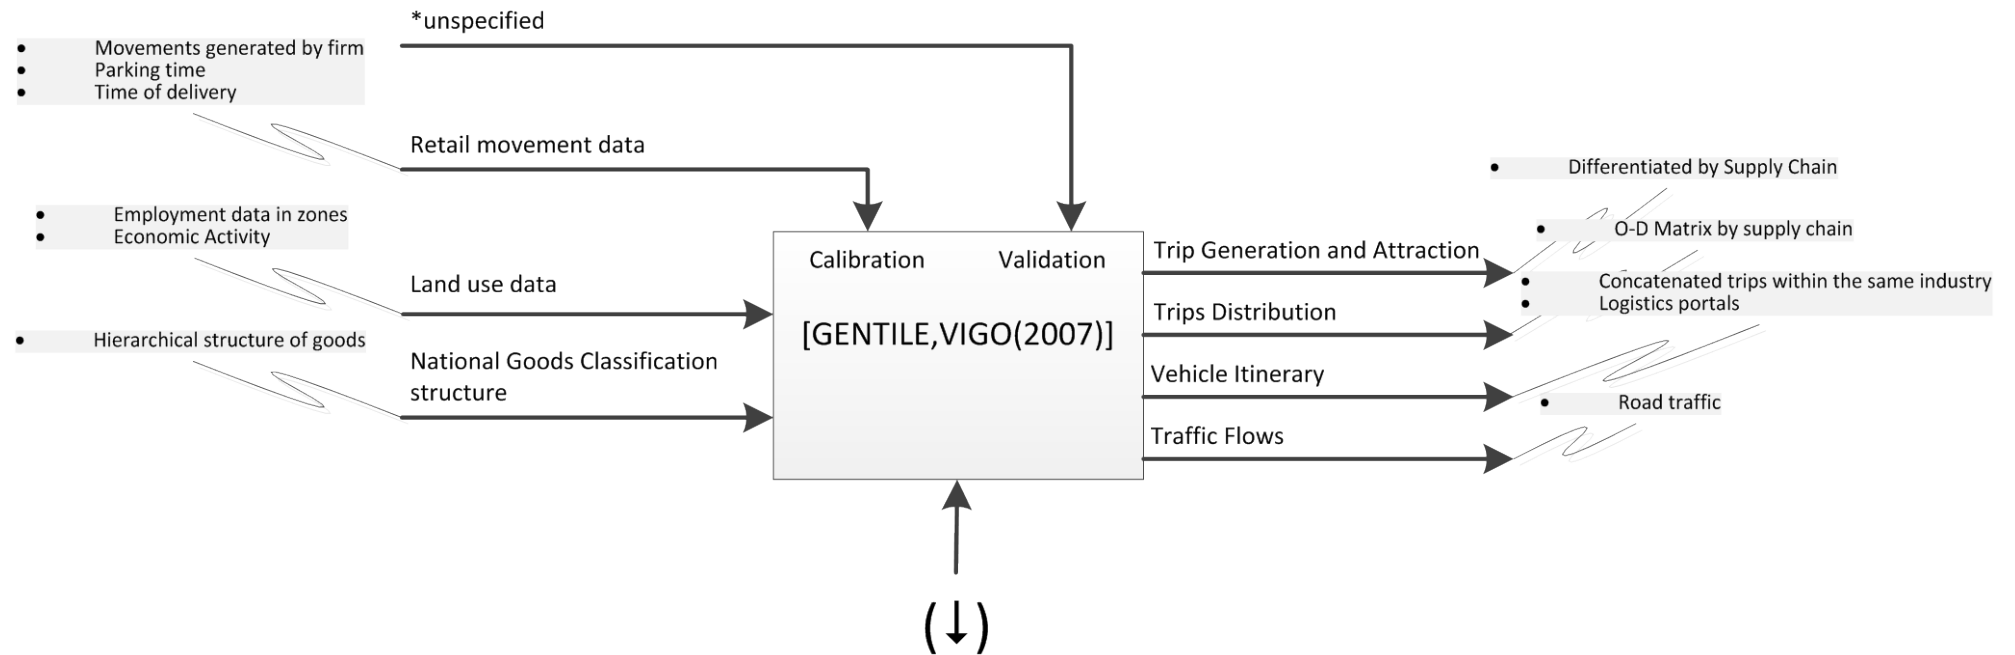 *unspecified
• Movements generated by firm
• Parking time
• Time of delivery
Retail movement data
• Employment data in zones
• Economic Activity
Land use data
• Hierarchical structure of goods
National Goods Classification
structure
Calibration
Validation
[GENTILE,VIGO(2007)]
Trip Generation and Attraction
Trips Distribution
Vehicle Itinerary
Traffic Flows
• Differentiated by Supply Chain
• O-D Matrix by supply chain
• Concatenated trips within the same industry
• Logistics portals
• Road traffic
(↓)